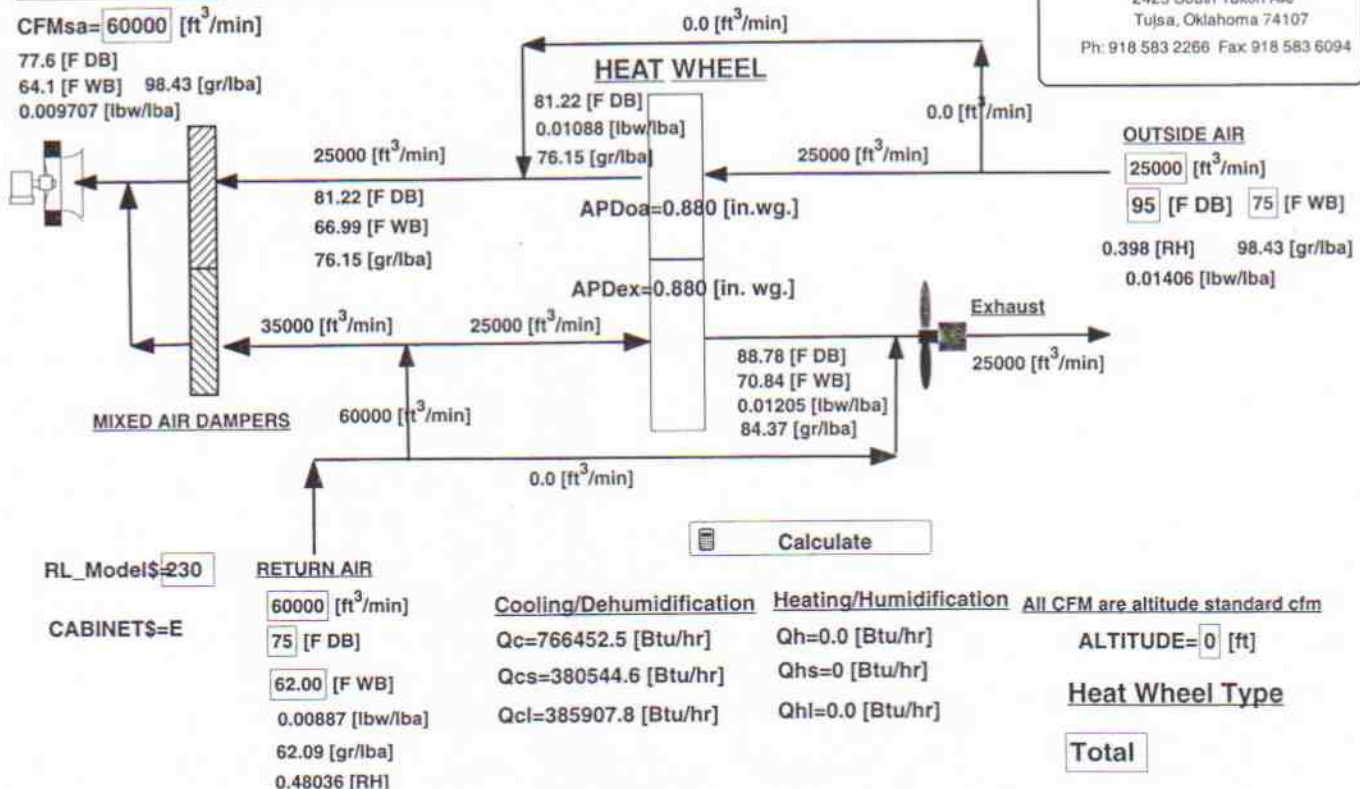 2425 South Yukon Ave
Tulsa, Oklahoma 74107
Ph: 918 583 2266 Fax 918 583 6094
CFMsa= 60000 [ft³/min]
77.6 [F DB]
64.1 [F WB] 98.43 [gr/lba]
0.009707 [lbw/lba]
0.0 [ft³/min]
HEAT WHEEL
81.22 [F DB]
0.01088 [lbw/lba]
76.15 [gr/lba]
0.0 [ft³/min]
OUTSIDE AIR
25000 [ft³/min]
95 [F DB] 75 [F WB]
0.398 [RH] 98.43 [gr/lba]
0.01406 [lbw/lba]
25000 [ft³/min]
25000 [ft³/min]
81.22 [F DB]
66.99 [F WB]
76.15 [gr/lba]
APDoa=0.880 [in.wg.]
APDex=0.880 [in. wg.]
35000 [ft³/min]
25000 [ft³/min]
Exhaust
25000 [ft³/min]
88.78 [F DB]
70.84 [F WB]
0.01205 [lbw/lba]
84.37 [gr/lba]
MIXED AIR DAMPERS
60000 [ft³/min]
0.0 [ft³/min]
Calculate
RL_Model$=230
CABINET$=E
RETURN AIR
60000 [ft³/min]
75 [F DB]
62.00 [F WB]
0.00887 [lbw/lba]
62.09 [gr/lba]
0.48036 [RH]
Cooling/Dehumidification
Qc=766452.5 [Btu/hr]
Qcs=380544.6 [Btu/hr]
Qcl=385907.8 [Btu/hr]
Heating/Humidification
Qh=0.0 [Btu/hr]
Qhs=0 [Btu/hr]
Qhl=0.0 [Btu/hr]
All CFM are altitude standard cfm
ALTITUDE= 0 [ft]
Heat Wheel Type
Total